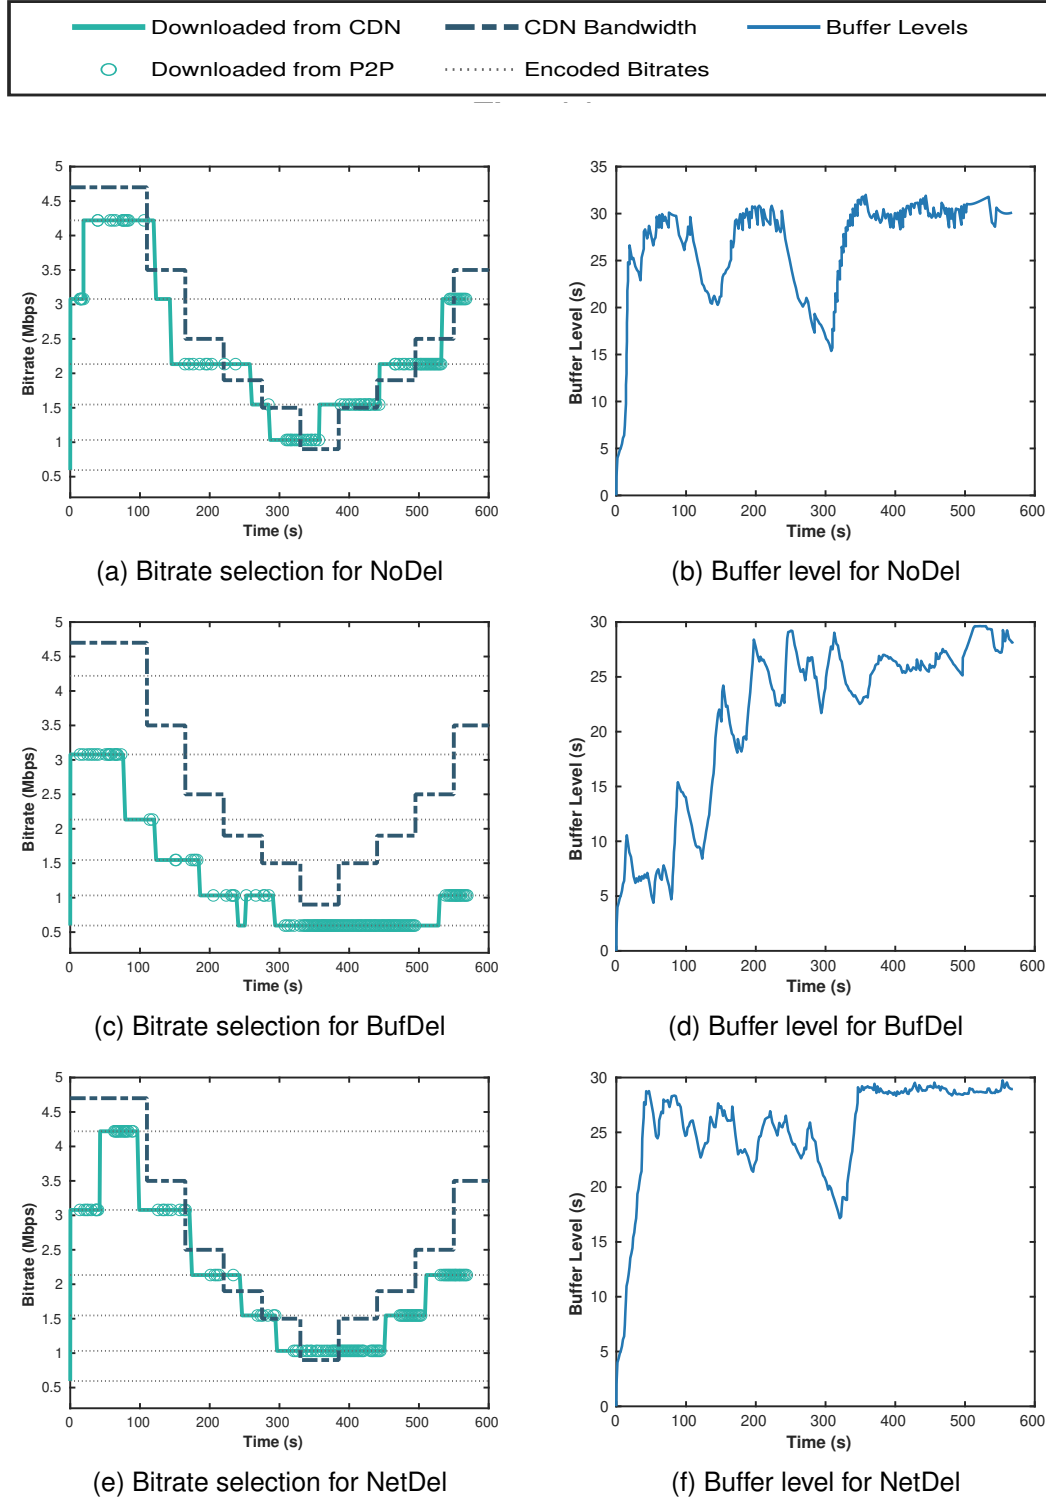 Downloaded from CDN CDN Bandwidth Buffer Levels
Downloaded from P2P Encoded Bitrates
5
4.5
4
3.5
3
2.5
2
1.5
1
0.5
0 100 200 300 400 500 600
Bitrate (Mbps)
Time (s)
35
30
25
20
15
10
5
0
0 100 200 300 400 500 600
Buffer Level (s)
Time (s)
(a) Bitrate selection for NoDel
(b) Buffer level for NoDel
5
4.5
4
3.5
3
2.5
2
1.5
1
0.5
0 100 200 300 400 500 600
Bitrate (Mbps)
Time (s)
30
25
20
15
10
5
0
0 100 200 300 400 500 600
Buffer Level (s)
Time (s)
(c) Bitrate selection for BufDel
(d) Buffer level for BufDel
5
4.5
4
3.5
3
2.5
2
1.5
1
0.5
0 100 200 300 400 500 600
Bitrate (Mbps)
Time (s)
30
25
20
15
10
5
0
0 100 200 300 400 500 600
Buffer Level (s)
Time (s)
(e) Bitrate selection for NetDel
(f) Buffer level for NetDel